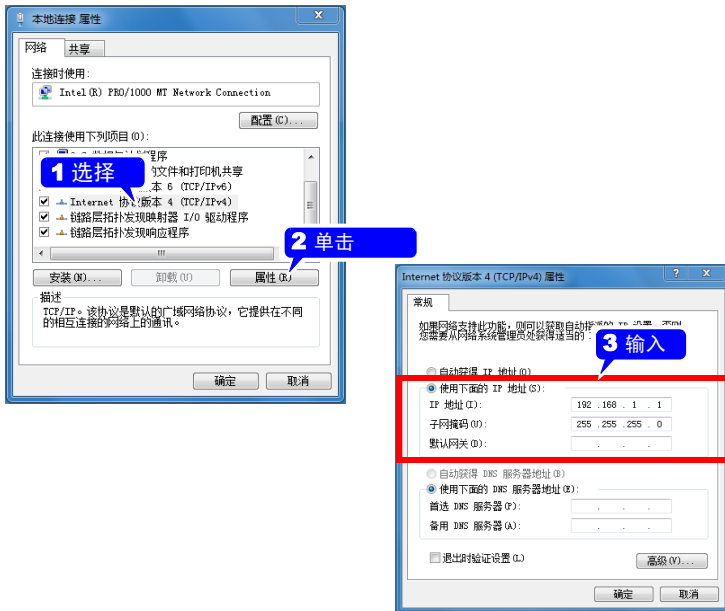 本地连接 属性
网络
共享
连接时使用:
Intel(R) PRO/1000 MT Network Connection
配置(C)...
此连接使用下列项目(O):
程序
的文件和打印机共享
1 选择
本 6 (TCP/IPv6)
Internet 协议版本 4 (TCP/IPv4)
链路层拓扑发现映射器 I/O 驱动程序
链路层拓扑发现响应程序
2 单击
安装(N)...
卸载(U)
属性(R)
描述
TCP/IP。该协议是默认的广域网络协议，它提供在不同
的相互连接的网络上的通讯。
确定
取消
Internet 协议版本 4 (TCP/IPv4) 属性
常规
如果网络支持此功能，则可以获取自动指派的 IP 设置。否则，
您需要从网络系统管理员处获得适当的
3 输入
自动获得 IP 地址(O)
使用下面的 IP 地址(S):
IP 地址(I):
192 .168 . 1 . 1
子网掩码(U):
255 .255 .255 . 0
默认网关(D):
自动获得 DNS 服务器地址(B)
使用下面的 DNS 服务器地址(E):
首选 DNS 服务器(P):
备用 DNS 服务器(A):
退出时验证设置(L)
高级(V)...
确定
取消